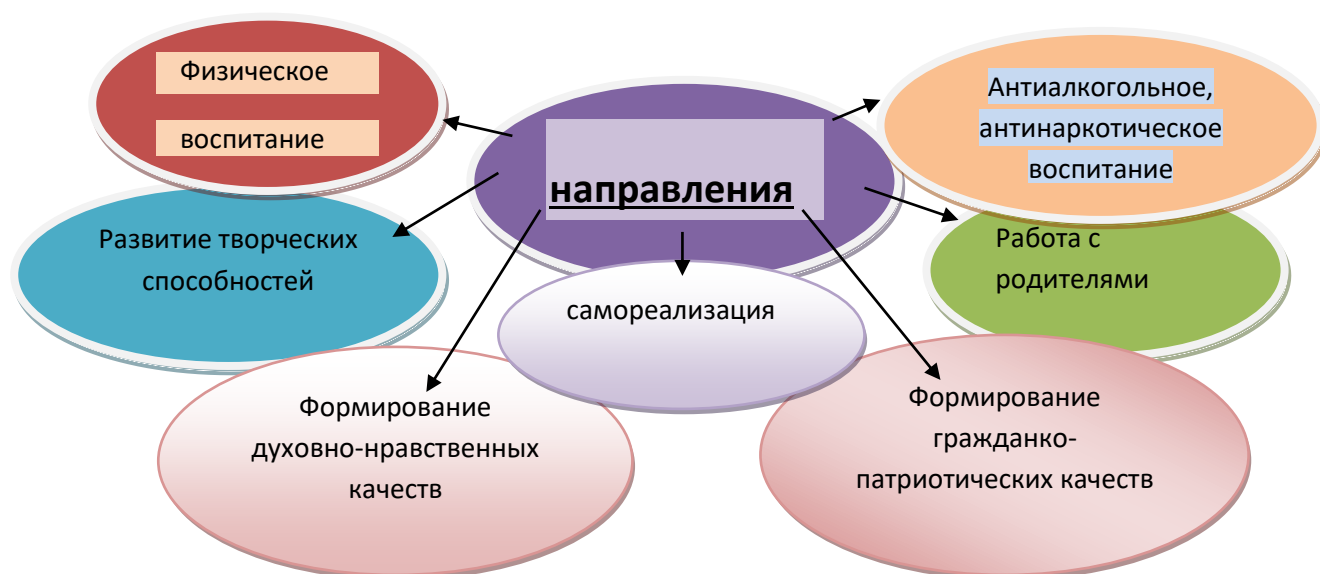 Физическое
воспитание
Антиалкогольное,
антинаркотическое
воспитание
направления
Развитие творческих
способностей
Работа с
родителями
самореализация
Формирование
духовно-нравственных
качеств
Формирование
гражданко-
патриотических качеств